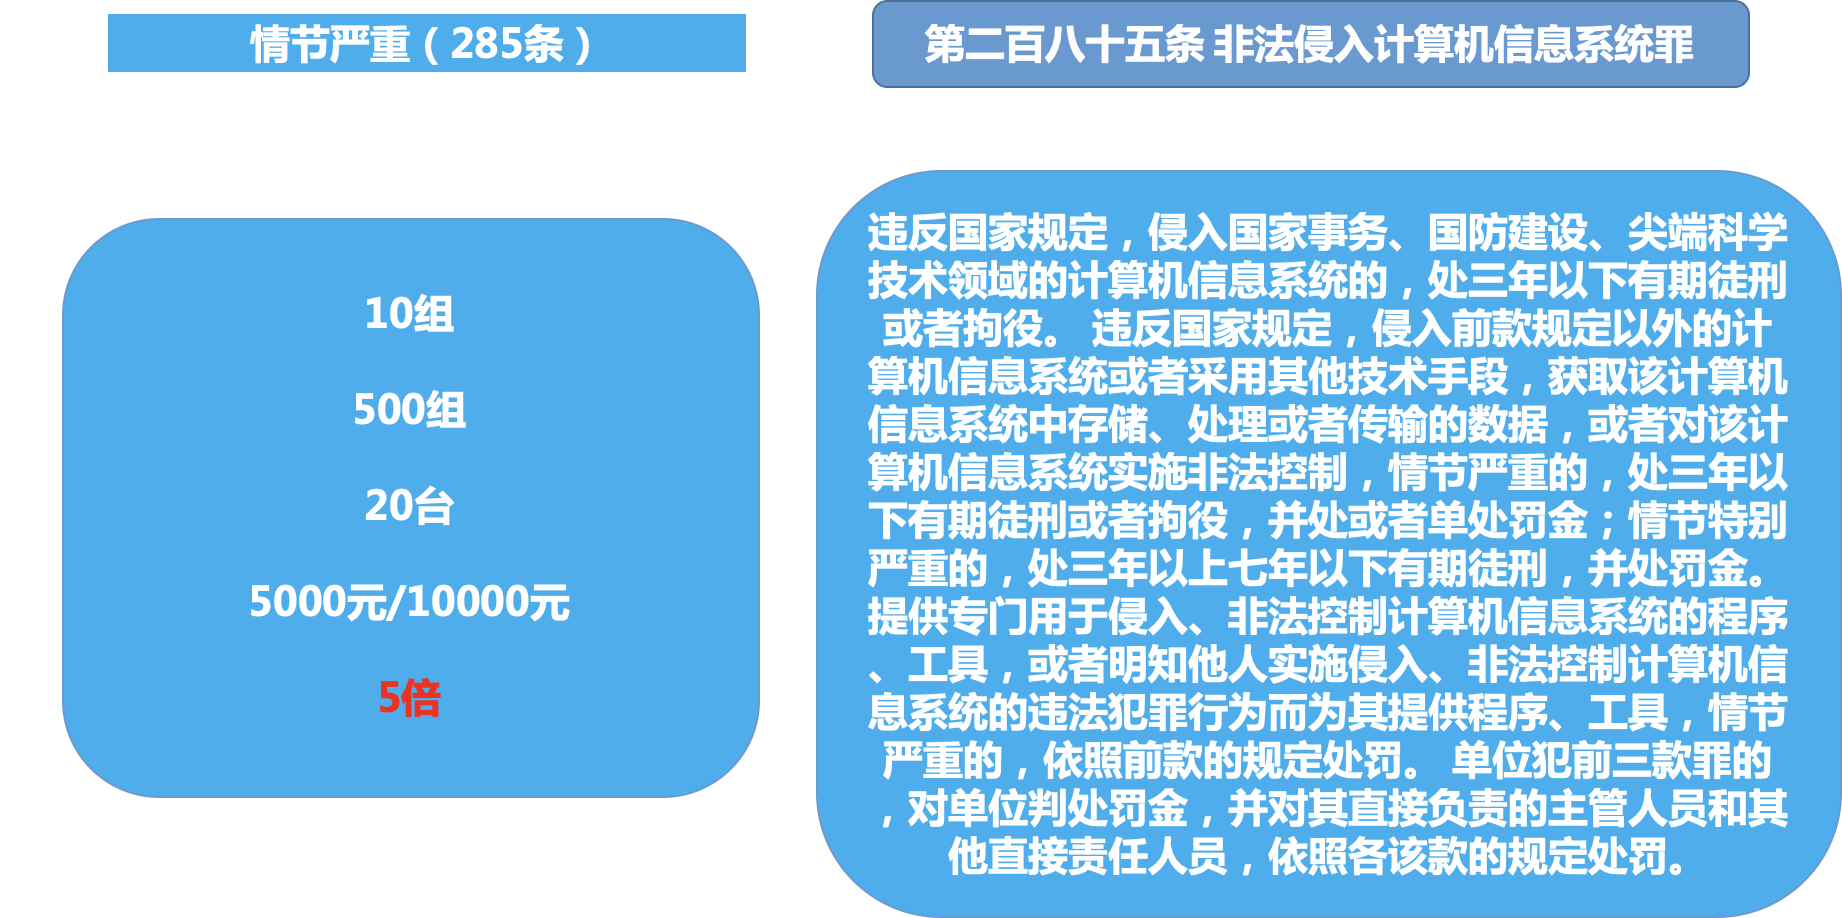 情节严重（285条）
10组
500组
20台
5000元/10000元
5倍
第二百八十五条 非法侵入计算机信息系统罪
违反国家规定，侵入国家事务、国防建设、尖端科学
技术领域的计算机信息系统的，处三年以下有期徒刑
或者拘役。 违反国家规定，侵入前款规定以外的计
算机信息系统或者采用其他技术手段，获取该计算机
信息系统中存储、处理或者传输的数据，或者对该计
算机信息系统实施非法控制，情节严重的，处三年以
下有期徒刑或者拘役，并处或者单处罚金；情节特别
严重的，处三年以上七年以下有期徒刑，并处罚金。
提供专门用于侵入、非法控制计算机信息系统的程序
、工具，或者明知他人实施侵入、非法控制计算机信
息系统的违法犯罪行为而为其提供程序、工具，情节
严重的，依照前款的规定处罚。 单位犯前三款罪的
，对单位判处罚金，并对其直接负责的主管人员和其
他直接责任人员，依照各该款的规定处罚。